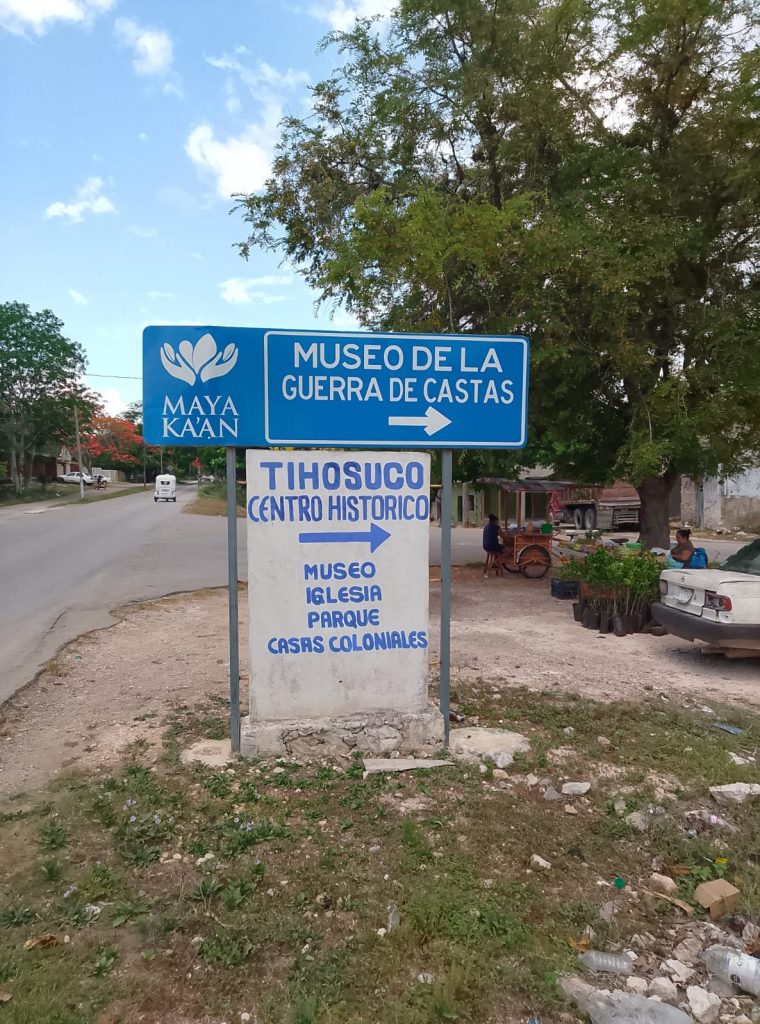 MAYA
KA'AN
MUSEO DE LA
GUERRA DE CASTAS
TIHOSUCO
CENTRO HISTORICO
MUSEO
IGLESIA
PARQUE
CASAS COLONIALES